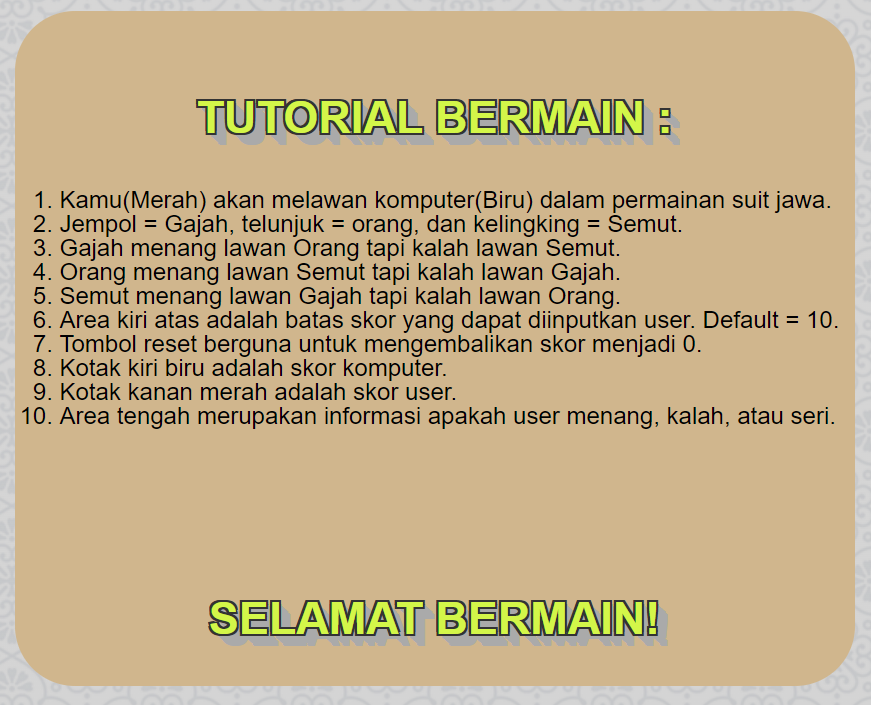 TUTORIAL BERMAIN :
1. Kamu(Merah) akan melawan komputer(Biru) dalam permainan suit jawa.
2. Jempol = Gajah, telunjuk = orang, dan kelingking = Semut.
3. Gajah menang lawan Orang tapi kalah lawan Semut.
4. Orang menang lawan Semut tapi kalah lawan Gajah.
5. Semut menang lawan Gajah tapi kalah lawan Orang.
6. Area kiri atas adalah batas skor yang dapat diinputkan user. Default = 10.
7. Tombol reset berguna untuk mengembalikan skor menjadi 0.
8. Kotak kiri biru adalah skor komputer.
9. Kotak kanan merah adalah skor user.
10. Area tengah merupakan informasi apakah user menang, kalah, atau seri.
SELAMAT BERMAIN!